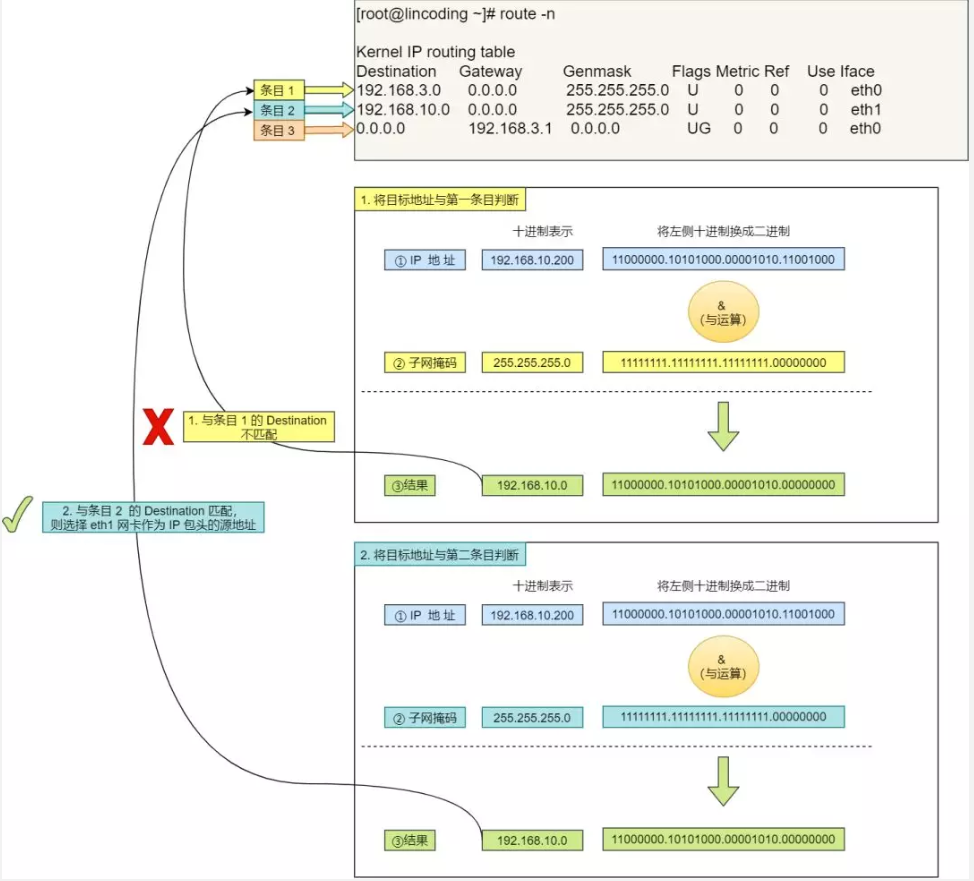 [root@lincoding ~]# route -n
Kernel IP routing table
Destination Gateway Genmask Flags Metric Ref Use Iface
条目 1 192.168.3.0 0.0.0.0 255.255.255.0 U 0 0 0 eth0
条目 2 192.168.10.0 0.0.0.0 255.255.255.0 U 0 0 0 eth1
条目 3 0.0.0.0 192.168.3.1 0.0.0.0 UG 0 0 0 eth0
1. 将目标地址与第一条目判断
十进制表示 将左侧十进制换成二进制
① IP 地 址 192.168.10.200 11000000.10101000.00001010.11001000
&
(与运算)
② 子网掩码 255.255.255.0 11111111.11111111.11111111.00000000
1. 与条目 1 的 Destination
不匹配
③结果 192.168.10.0 11000000.10101000.00001010.00000000
2. 与条目 2 的 Destination 匹配，
则选择 eth1 网卡作为 IP 包头的源地址
2. 将目标地址与第二条目判断
十进制表示 将左侧十进制换成二进制
① IP 地 址 192.168.10.200 11000000.10101000.00001010.11001000
&
(与运算)
② 子网掩码 255.255.255.0 11111111.11111111.11111111.00000000
③结果 192.168.10.0 11000000.10101000.00001010.00000000